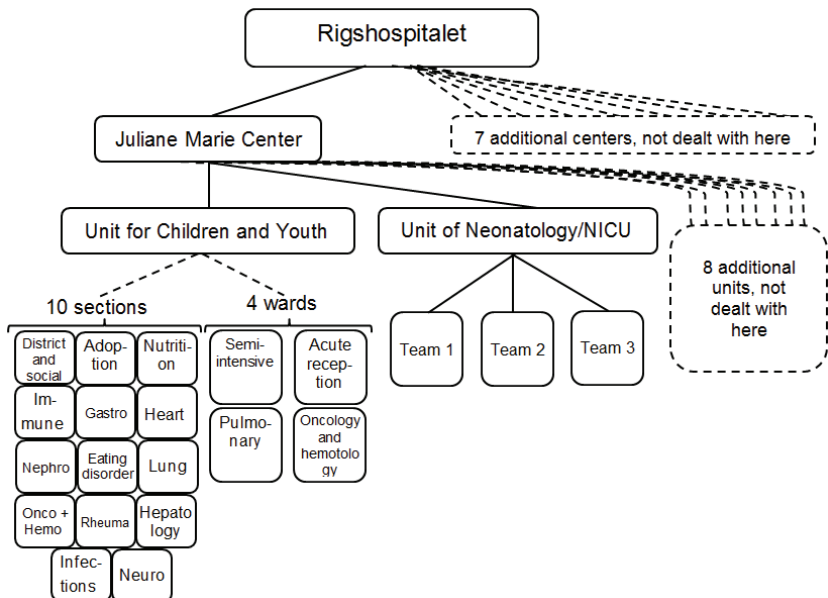 Rigshospitalet
Juliane Marie Center
7 additional centers, not dealt with here
Unit for Children and Youth
Unit of Neonatology/NICU
8 additional
units, not
dealt with
here
10 sections
4 wards
District
and
social
Adop-
tion
Nutriti-
on
Im-
mune
Gastro
Heart
Nephro
Eating
disorder
Lung
Onco +
Hemo
Rheuma
Hepato
logy
Infec-
tions
Neuro
Semi-
intensive
Acute
recep-
tion
Pulmo-
nary
Oncology
and
hemotolo
gy
Team 1
Team 2
Team 3